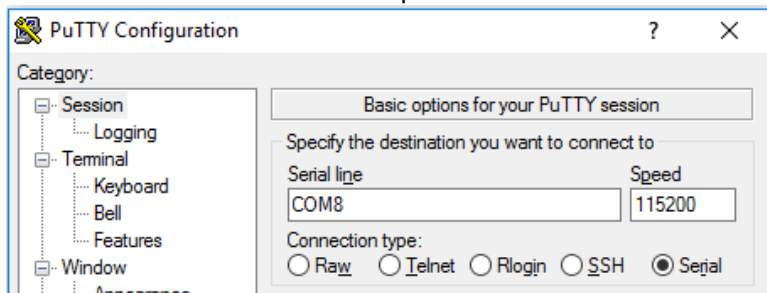 PuTTY Configuration ? ×
Category:
Session
Logging
Terminal
Keyboard
Bell
Features
Window
Appearance
Basic options for your PuTTY session
Specify the destination you want to connect to
Serial line Speed
COM8 115200
Connection type:
Raw Telnet Rlogin SSH Serial